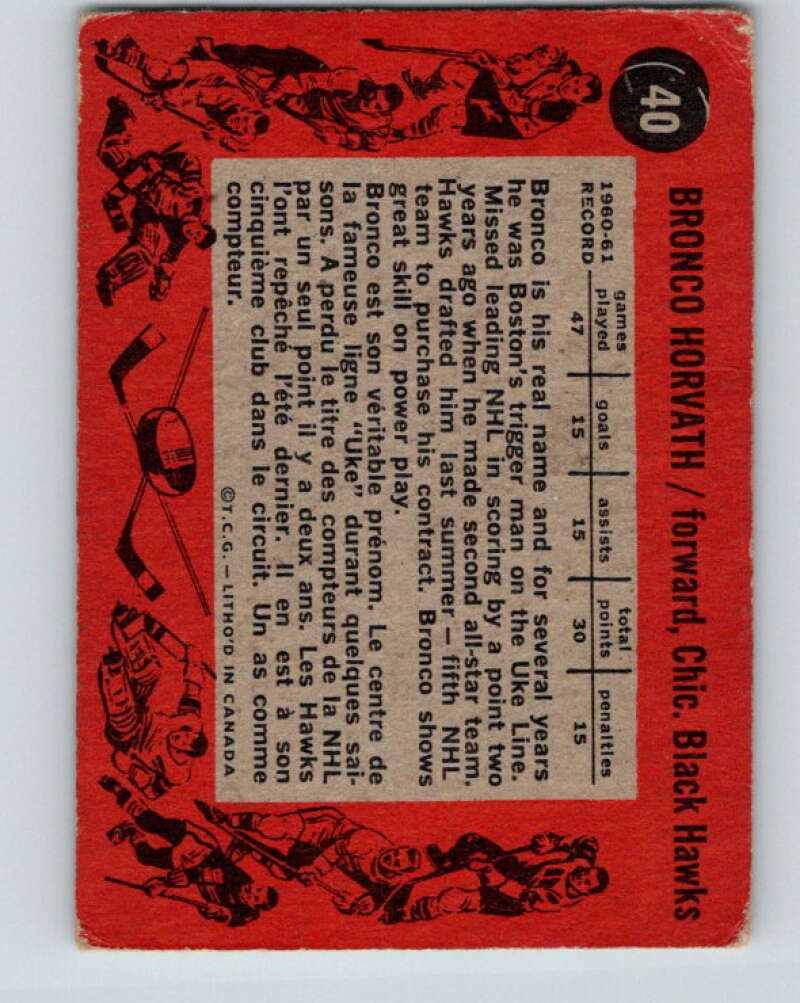 40
BRONCO HORVATH / forward, Chic. Black Hawks
1960-61 RECORD
games played goals assists total points penalties
47 15 15 30 15
Bronco is his real name and for several years
he was Boston's trigger man on the Uke Line.
Missed leading NHL in scoring by a point two
years ago when he made second all-star team.
Hawks drafted him last summer — fifth NHL
team to purchase his contract. Bronco shows
great skill on power play.
Bronco est son véritable prénom. Le centre de
la fameuse ligne "Uke" durant quelques sai-
sons. A perdu le titre des compteurs de la NHL
par un seul point il y a deux ans. Les Hawks
l'ont repêché l'été dernier. Il en est à son
cinquième club dans le circuit. Un as comme
compteur.
©T.C.G. — LITHO'D IN CANADA